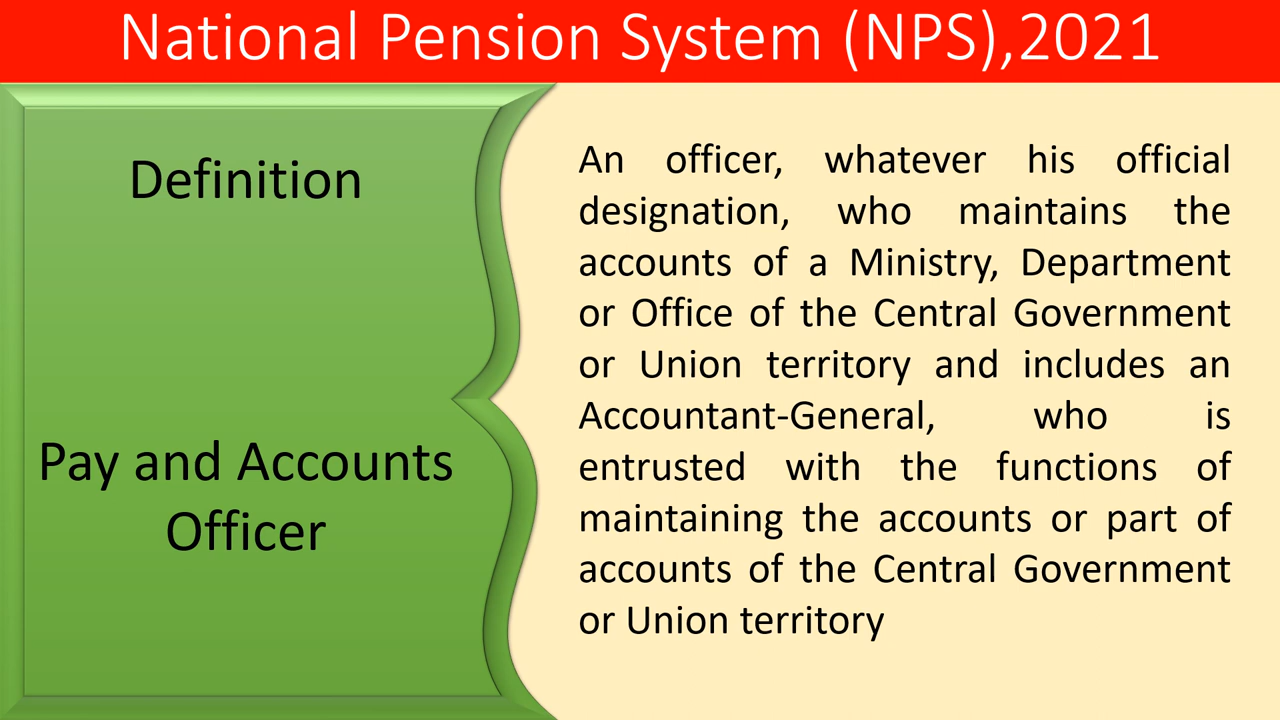 National Pension System (NPS),2021
Definition
Pay and Accounts
Officer
An officer, whatever his official
designation, who maintains the
accounts of a Ministry, Department
or Office of the Central Government
or Union territory and includes an
Accountant-General, who is
entrusted with the functions of
maintaining the accounts or part of
accounts of the Central Government
or Union territory